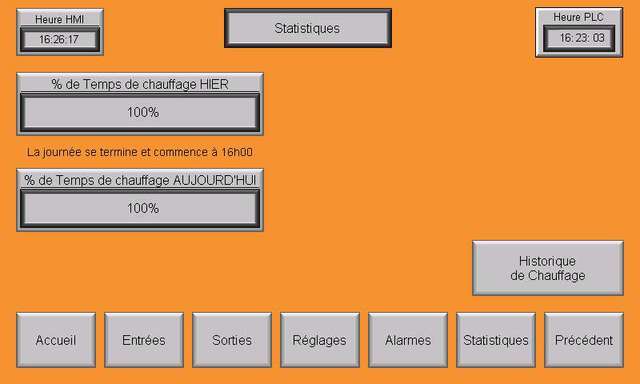 Heure HMI
16:26:17
Statistiques
Heure PLC
16: 23: 03
% de Temps de chauffage HIER
100%
La journée se termine et commence à 16h00
% de Temps de chauffage AUJOURD'HUI
100%
Historique
de Chauffage
Accueil
Entrées
Sorties
Réglages
Alarmes
Statistiques
Précédent